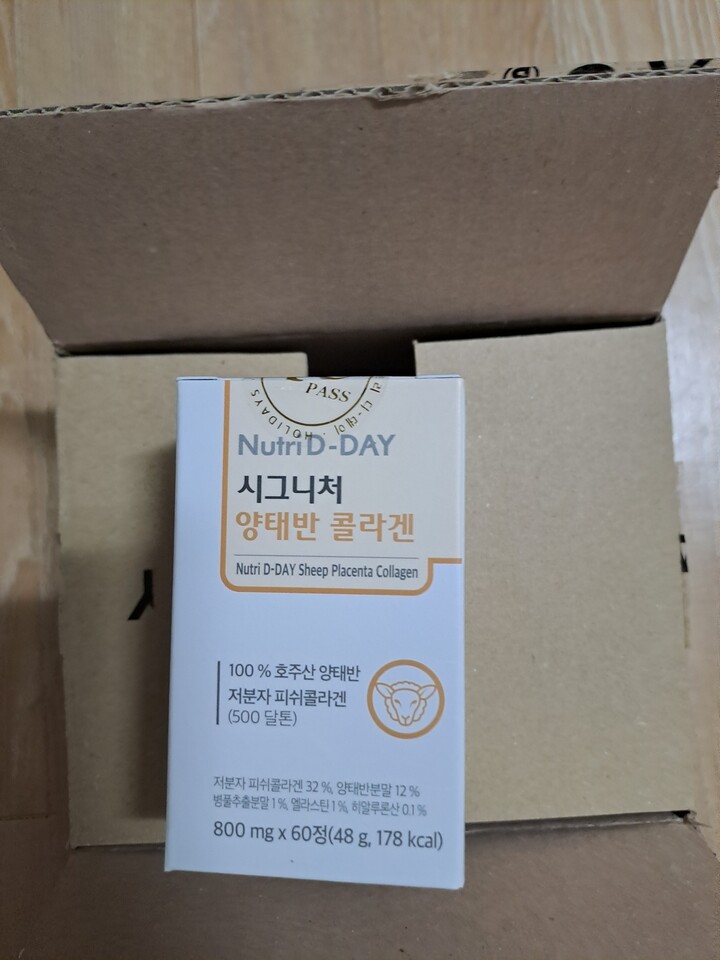 PASS
HOLIDAYS
Nutri D-DAY
시그니처
양태반 콜라겐
Nutri D-DAY Sheep Placenta Collagen
100 % 호주산 양태반
저분자 피쉬콜라겐
(500 달톤)
저분자 피쉬콜라겐 32 %, 양태반분말 12 %
병풀추출분말 1 %, 엘라스틴 1 %, 히알루론산 0.1 %
800 mg x 60정(48 g, 178 kcal)